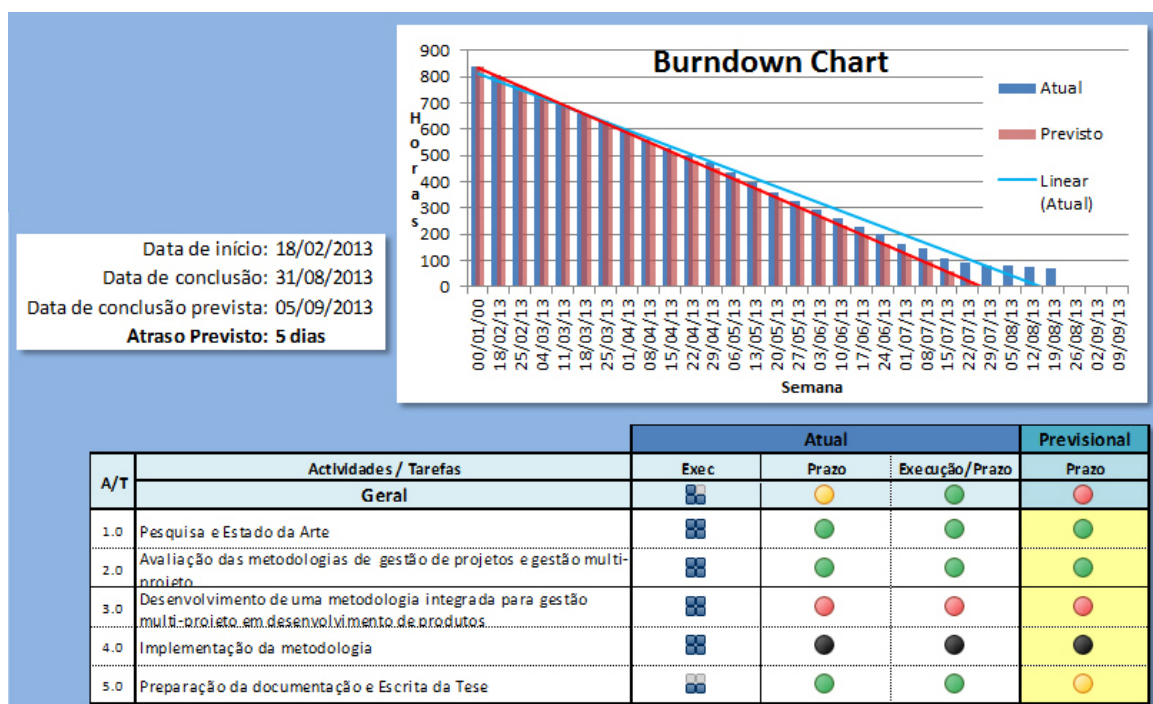 Burndown Chart
900
800
700
600
500
400
300
200
100
0
Horas
Atual
Previsto
Linear
(Atual)
00/01/00
18/02/13
25/02/13
04/03/13
11/03/13
18/03/13
25/03/13
01/04/13
08/04/13
15/04/13
22/04/13
29/04/13
06/05/13
13/05/13
20/05/13
27/05/13
03/06/13
10/06/13
17/06/13
24/06/13
01/07/13
08/07/13
15/07/13
22/07/13
29/07/13
05/08/13
12/08/13
19/08/13
26/08/13
02/09/13
09/09/13
Semana
Data de início: 18/02/2013
Data de conclusão: 31/08/2013
Data de conclusão prevista: 05/09/2013
Atraso Previsto: 5 dias
Atual Previsional
A/T Actividades / Tarefas Exec Prazo Execução/Prazo Prazo
Geral
1.0 Pesquisa e Estado da Arte
2.0 Avaliação das metodologias de gestão de projetos e gestão multi-
projeto
3.0 Desenvolvimento de uma metodologia integrada para gestão
multi-projeto em desenvolvimento de produtos
4.0 Implementação da metodologia
5.0 Preparação da documentação e Escrita da Tese